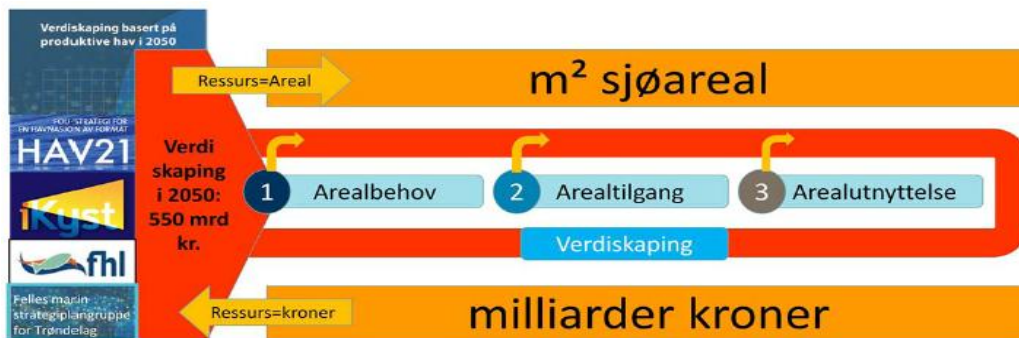 Verdiskaping basert på
produktive hav i 2050
FOU-STRATEGI FOR
EN HAVNASJON AV FORMAT
HAV21
iKyst
fhl
Felles marin
strategiplangruppe
for Trøndelag
Verdi
skaping
i 2050:
550 mrd
kr.
Ressurs=Areal
m² sjøareal
1 Arealbehov
2 Arealtilgang
3 Arealutnyttelse
Verdiskaping
Ressurs=kroner
milliarder kroner